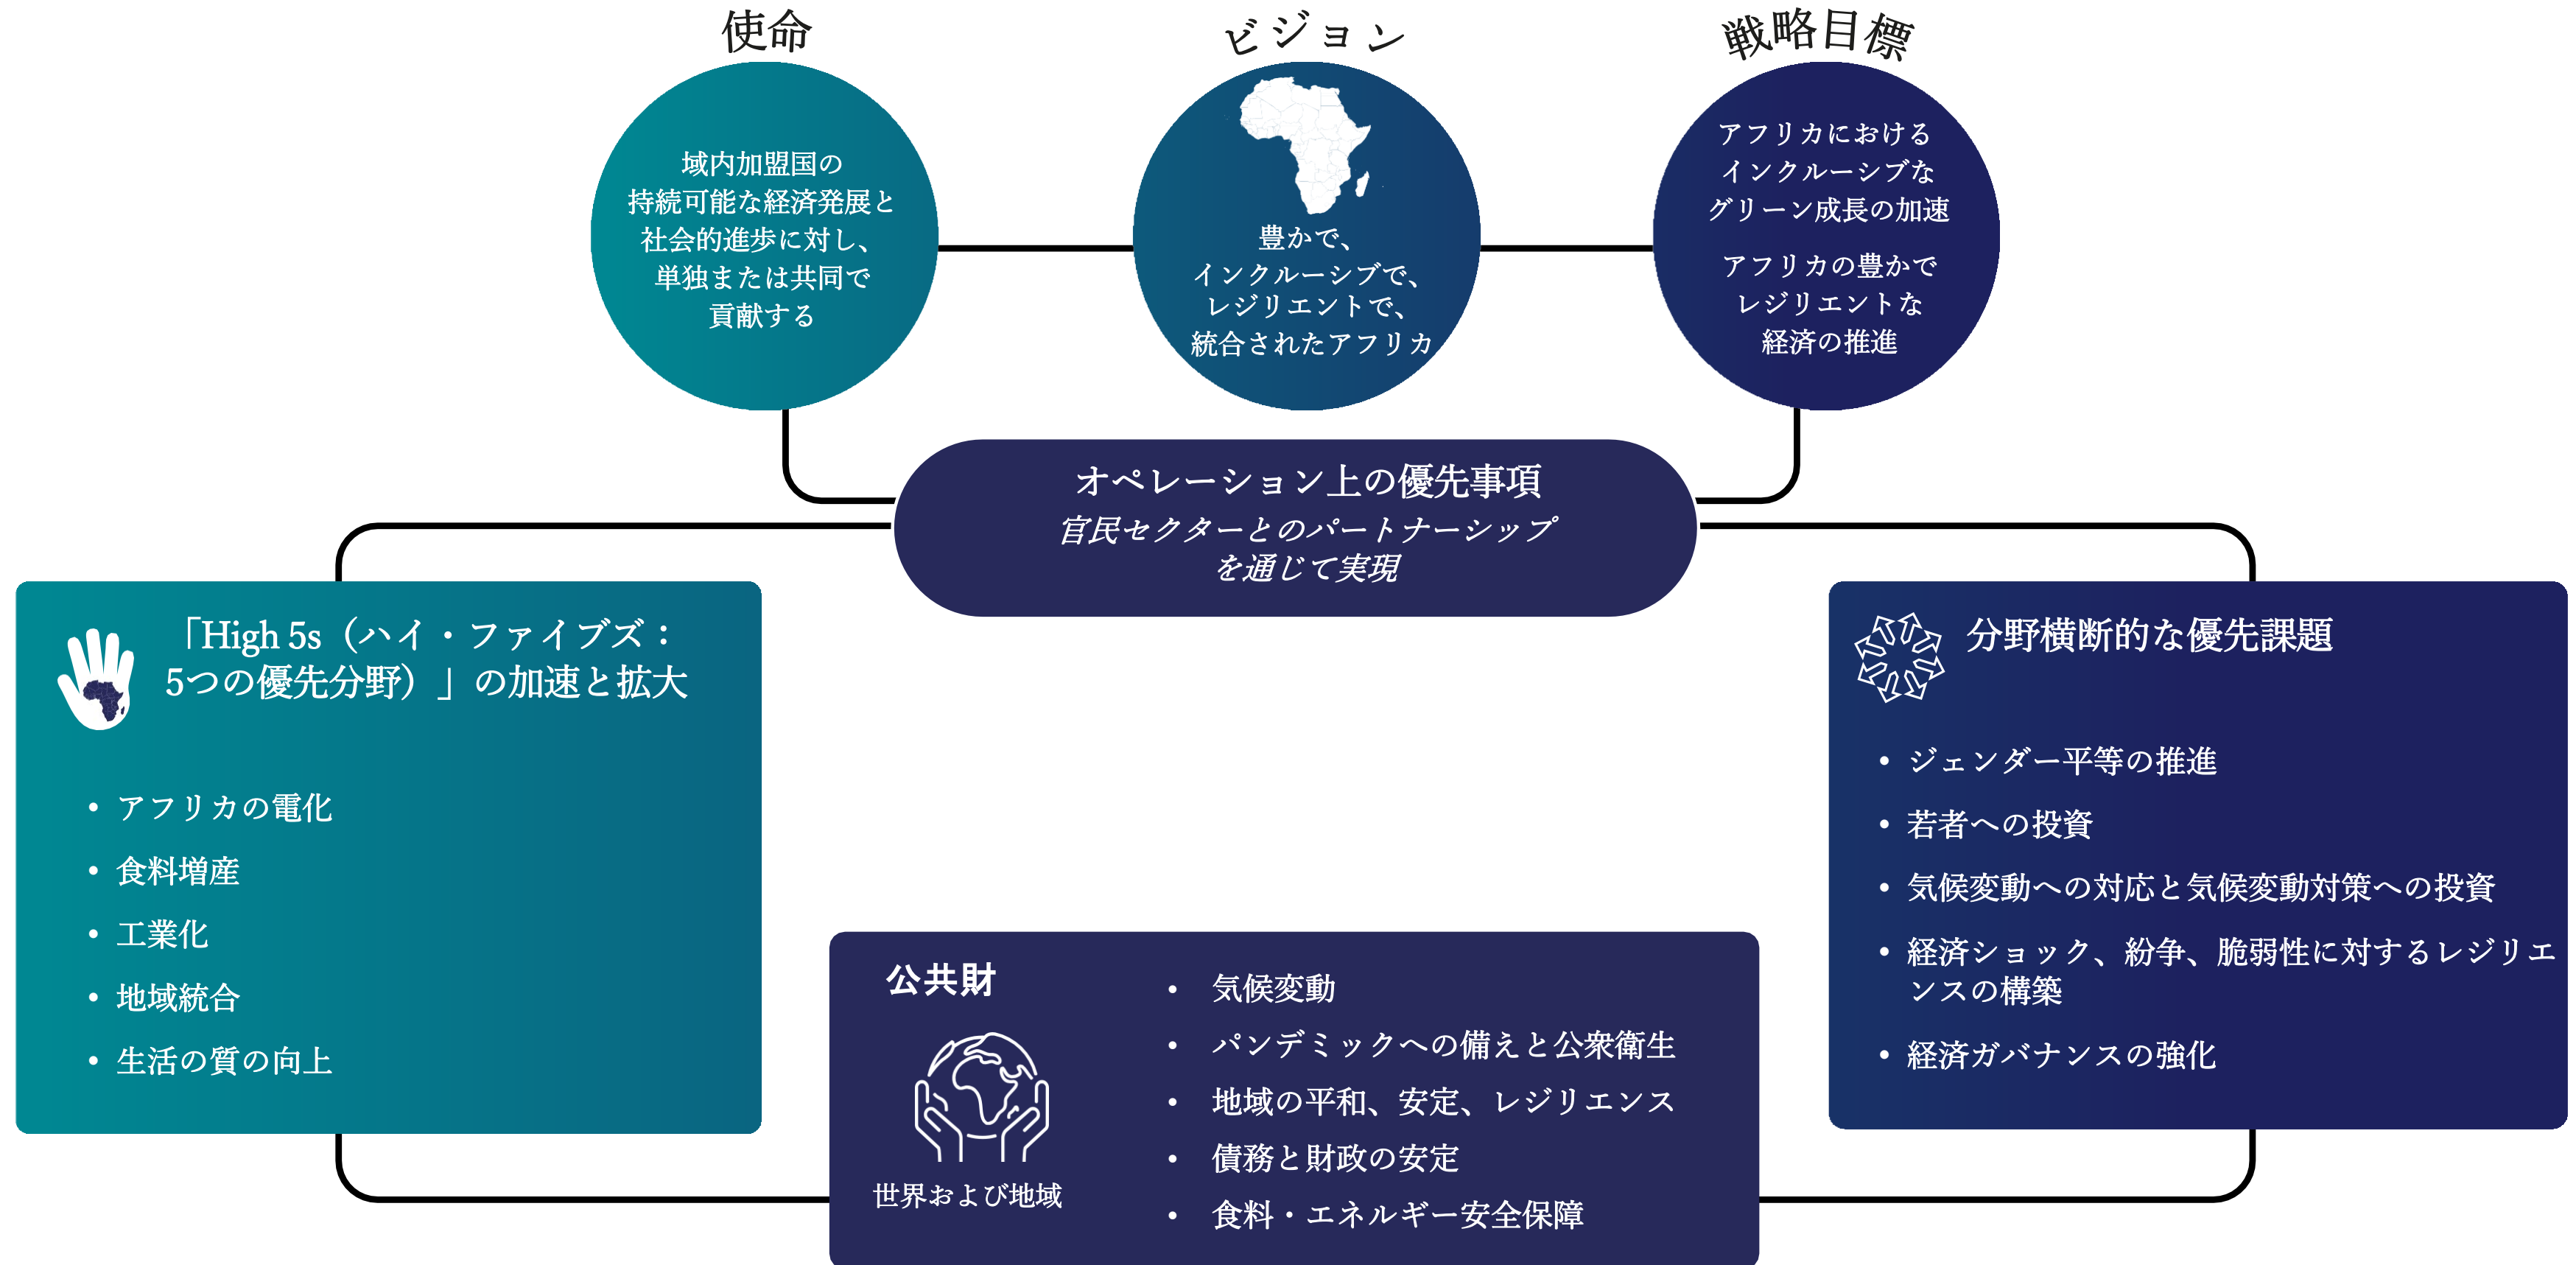 使命
域内加盟国の
持続可能な経済発展と
社会的進歩に対し、
単独または共同で
貢献する
ビジョン
豊かで、
インクルーシブで、
レジリエントで、
統合されたアフリカ
戦略目標
アフリカにおける
インクルーシブな
グリーン成長の加速
アフリカの豊かで
レジリエントな
経済の推進
オペレーション上の優先事項
官民セクターとのパートナーシップ
を通じて実現
「High 5s（ハイ・ファイブズ：
5つの優先分野）」の加速と拡大
• アフリカの電化
• 食料増産
• 工業化
• 地域統合
• 生活の質の向上
公共財
世界および地域
• 気候変動
• パンデミックへの備えと公衆衛生
• 地域の平和、安定、レジリエンス
• 債務と財政の安定
• 食料・エネルギー安全保障
分野横断的な優先課題
• ジェンダー平等の推進
• 若者への投資
• 気候変動への対応と気候変動対策への投資
• 経済ショック、紛争、脆弱性に対するレジリエ
ンスの構築
• 経済ガバナンスの強化